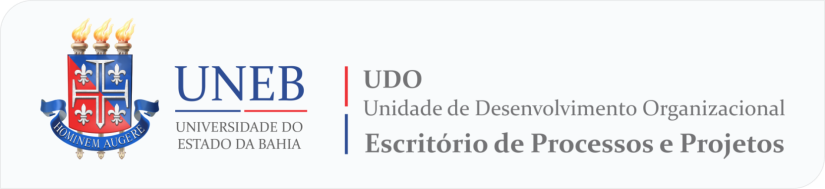 HOMINEM AUGERE
UNEB
UNIVERSIDADE DO
ESTADO DA BAHIA
UDO
Unidade de Desenvolvimento Organizacional
Escritório de Processos e Projetos